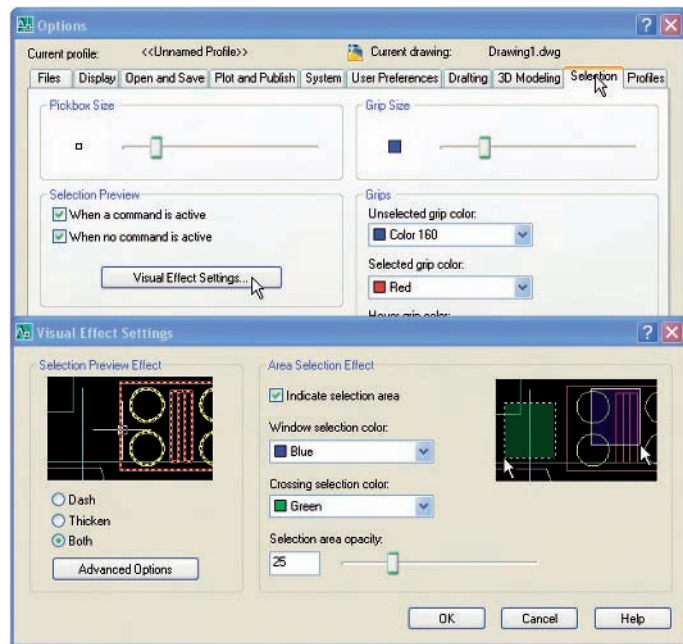 Options
Current profile: <<Unnamed Profile>> Current drawing: Drawing1.dwg
Files Display Open and Save Plot and Publish System User Preferences Drafting 3D Modeling Selection Profiles
Pickbox Size
Grip Size
Selection Preview
When a command is active
When no command is active
Visual Effect Settings...
Grips
Unselected grip color:
Color 160
Selected grip color:
Red
Hover grip color:
Visual Effect Settings
Selection Preview Effect
Dash
Thicken
Both
Advanced Options
Area Selection Effect
Indicate selection area
Window selection color:
Blue
Crossing selection color:
Green
Selection area opacity:
25
OK Cancel Help